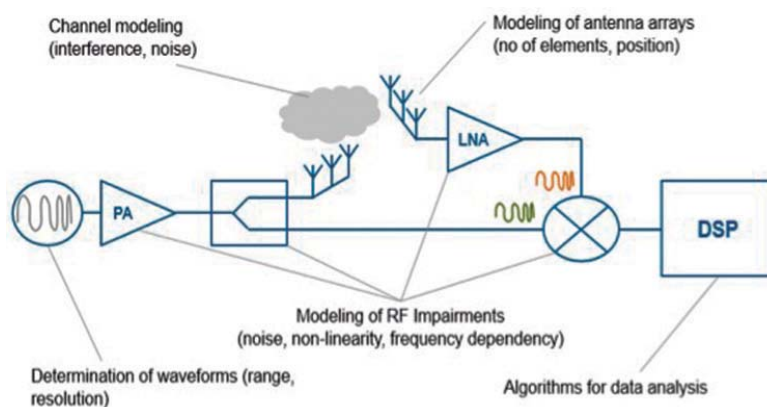 Channel modeling
(interference, noise)
Modeling of antenna arrays
(no of elements, position)
LNA
PA
DSP
Modeling of RF Impairments
(noise, non-linearity, frequency dependency)
Determination of waveforms (range,
resolution)
Algorithms for data analysis